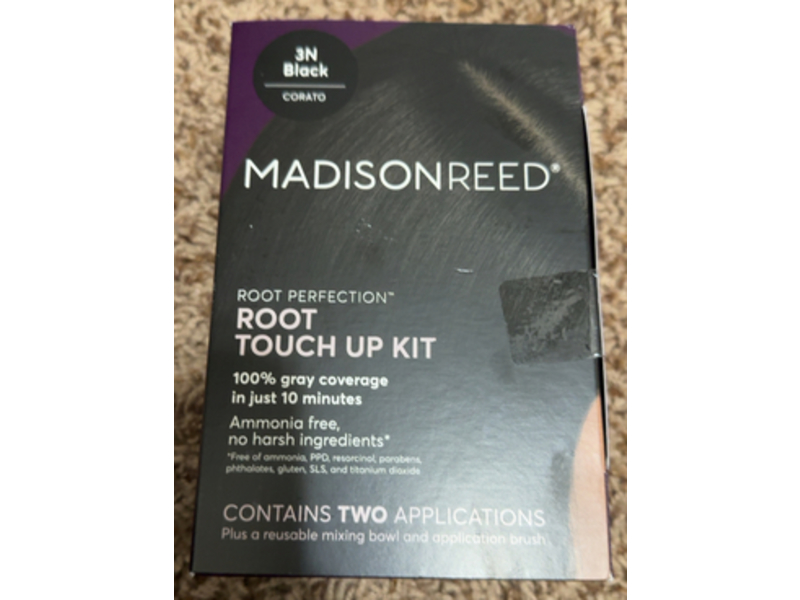 3N
Black
CORATO
MADISONREED®
ROOT PERFECTION™
ROOT
TOUCH UP KIT
100% gray coverage
in just 10 minutes
Ammonia free,
no harsh ingredients*
*Free of ammonia, PPD, resorcinol, parabens,
phthalates, gluten, SLS, and titanium dioxide
CONTAINS TWO APPLICATIONS
Plus a reusable mixing bowl and application brush